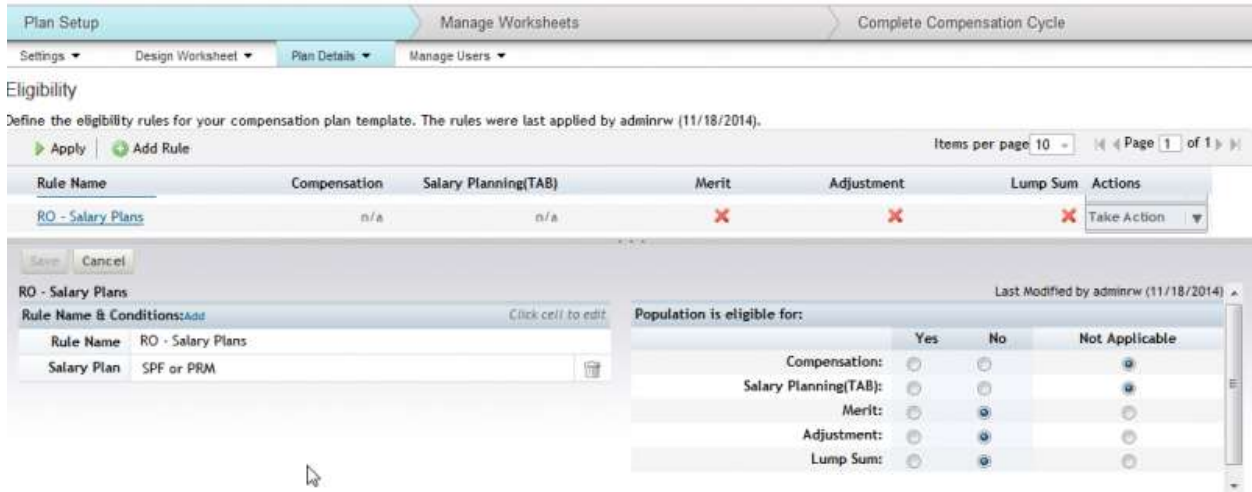 Plan Setup Manage Worksheets Complete Compensation Cycle
Settings Design Worksheet Plan Details Manage Users
Eligibility
Define the eligibility rules for your compensation plan template. The rules were last applied by adminrw (11/18/2014).
Apply Add Rule Items per page 10 Page 1 of 1
Rule Name Compensation Salary Planning(TAB) Merit Adjustment Lump Sum Actions
RO - Salary Plans n/a n/a Take Action
Save Cancel
RO - Salary Plans Last Modified by adminrw (11/18/2014)
Rule Name & Conditions:Add Click cell to edit Population is eligible for:
Yes No Not Applicable
Rule Name RO - Salary Plans
Salary Plan SPF or PRM
Compensation:
Salary Planning(TAB):
Merit:
Adjustment:
Lump Sum: